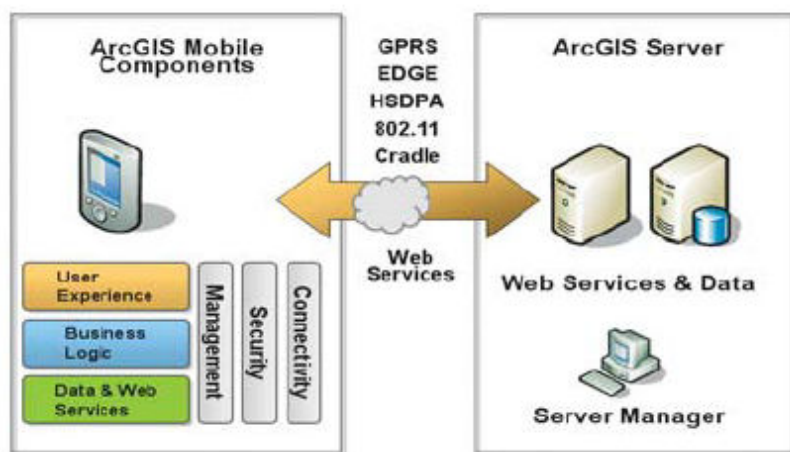 ArcGIS Mobile
Components
User
Experience
Business
Logic
Data & Web
Services
Management
Security
Connectivity
GPRS
EDGE
HSDPA
802.11
Cradle
Web
Services
ArcGIS Server
Web Services & Data
Server Manager